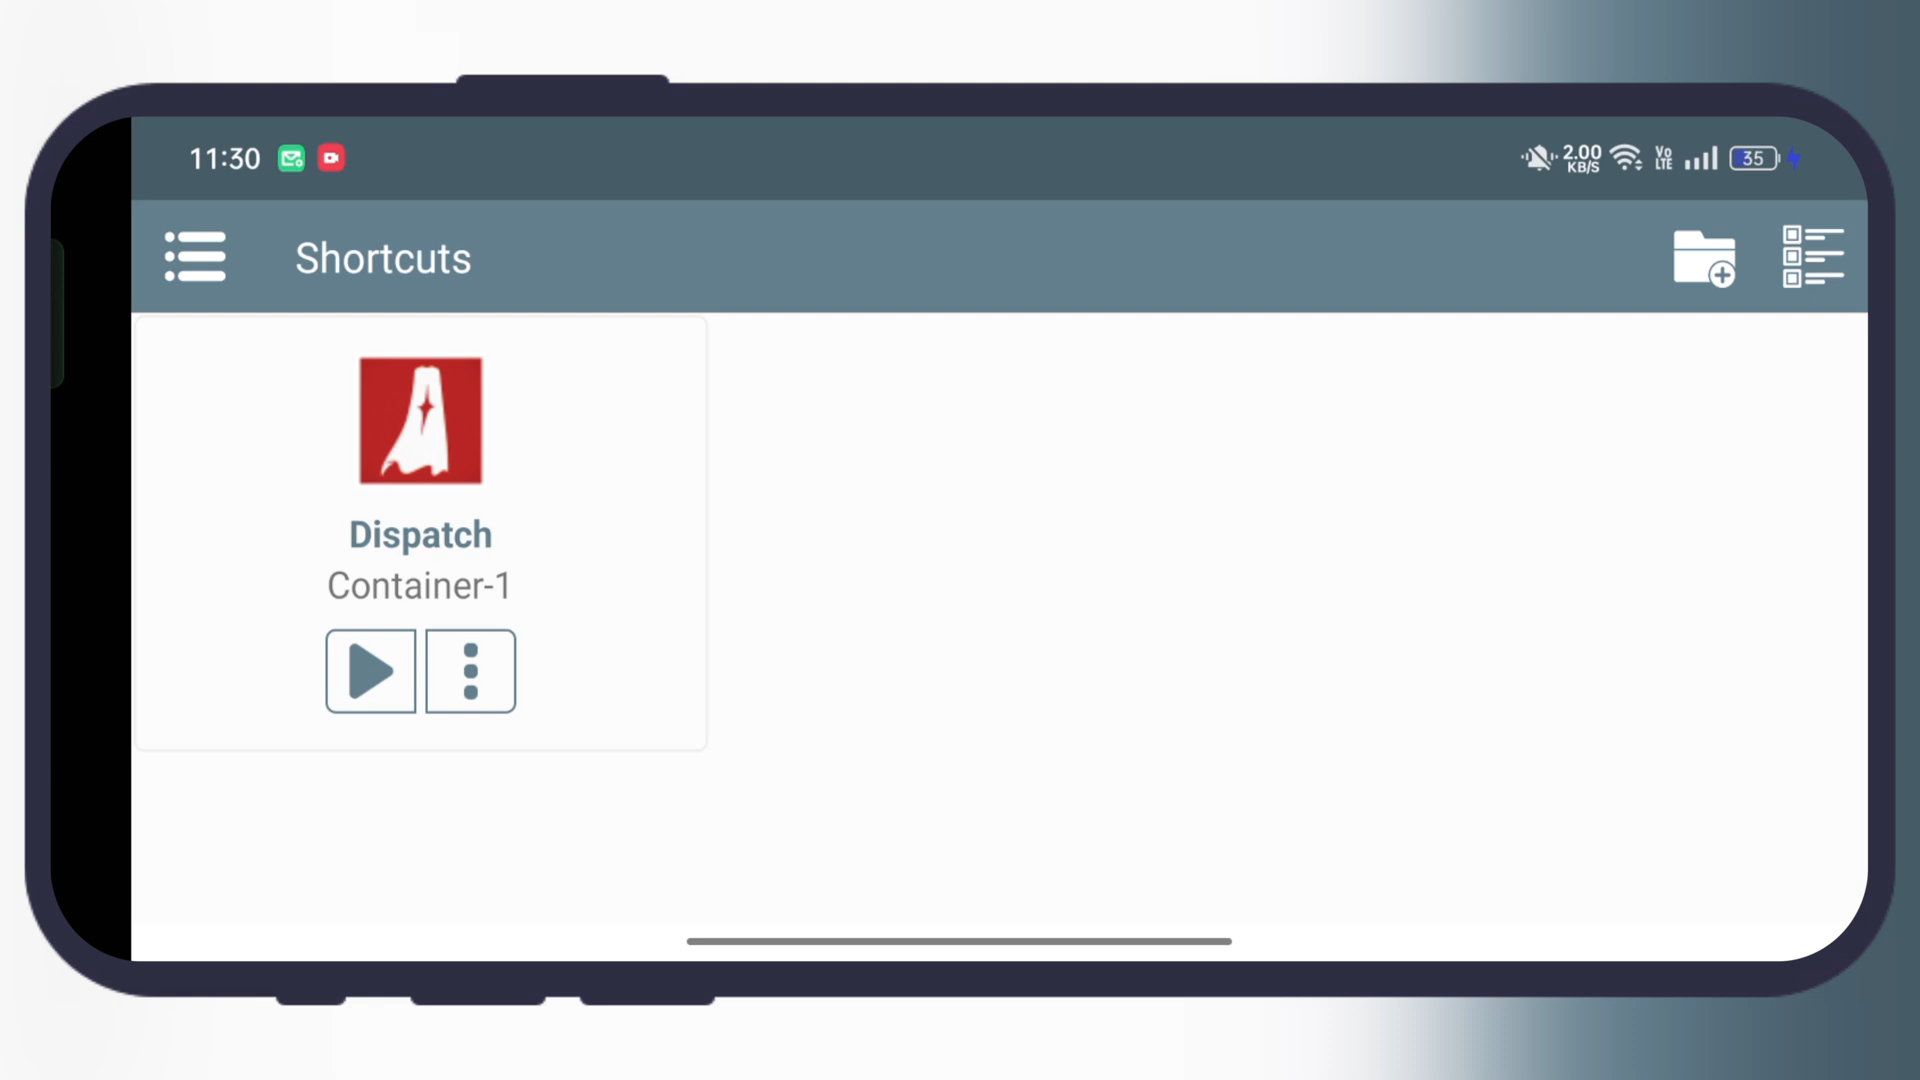 11:30
2.00
KB/S
Vo
LTE
35
Shortcuts
Dispatch
Container-1